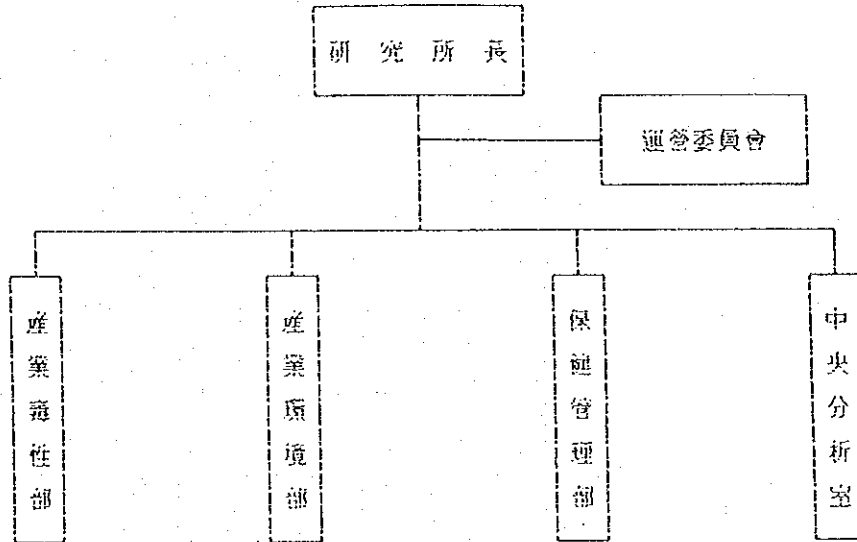 研究所長
運營委員會
産業毒性部
産業環境部
保健管理部
中央分析室